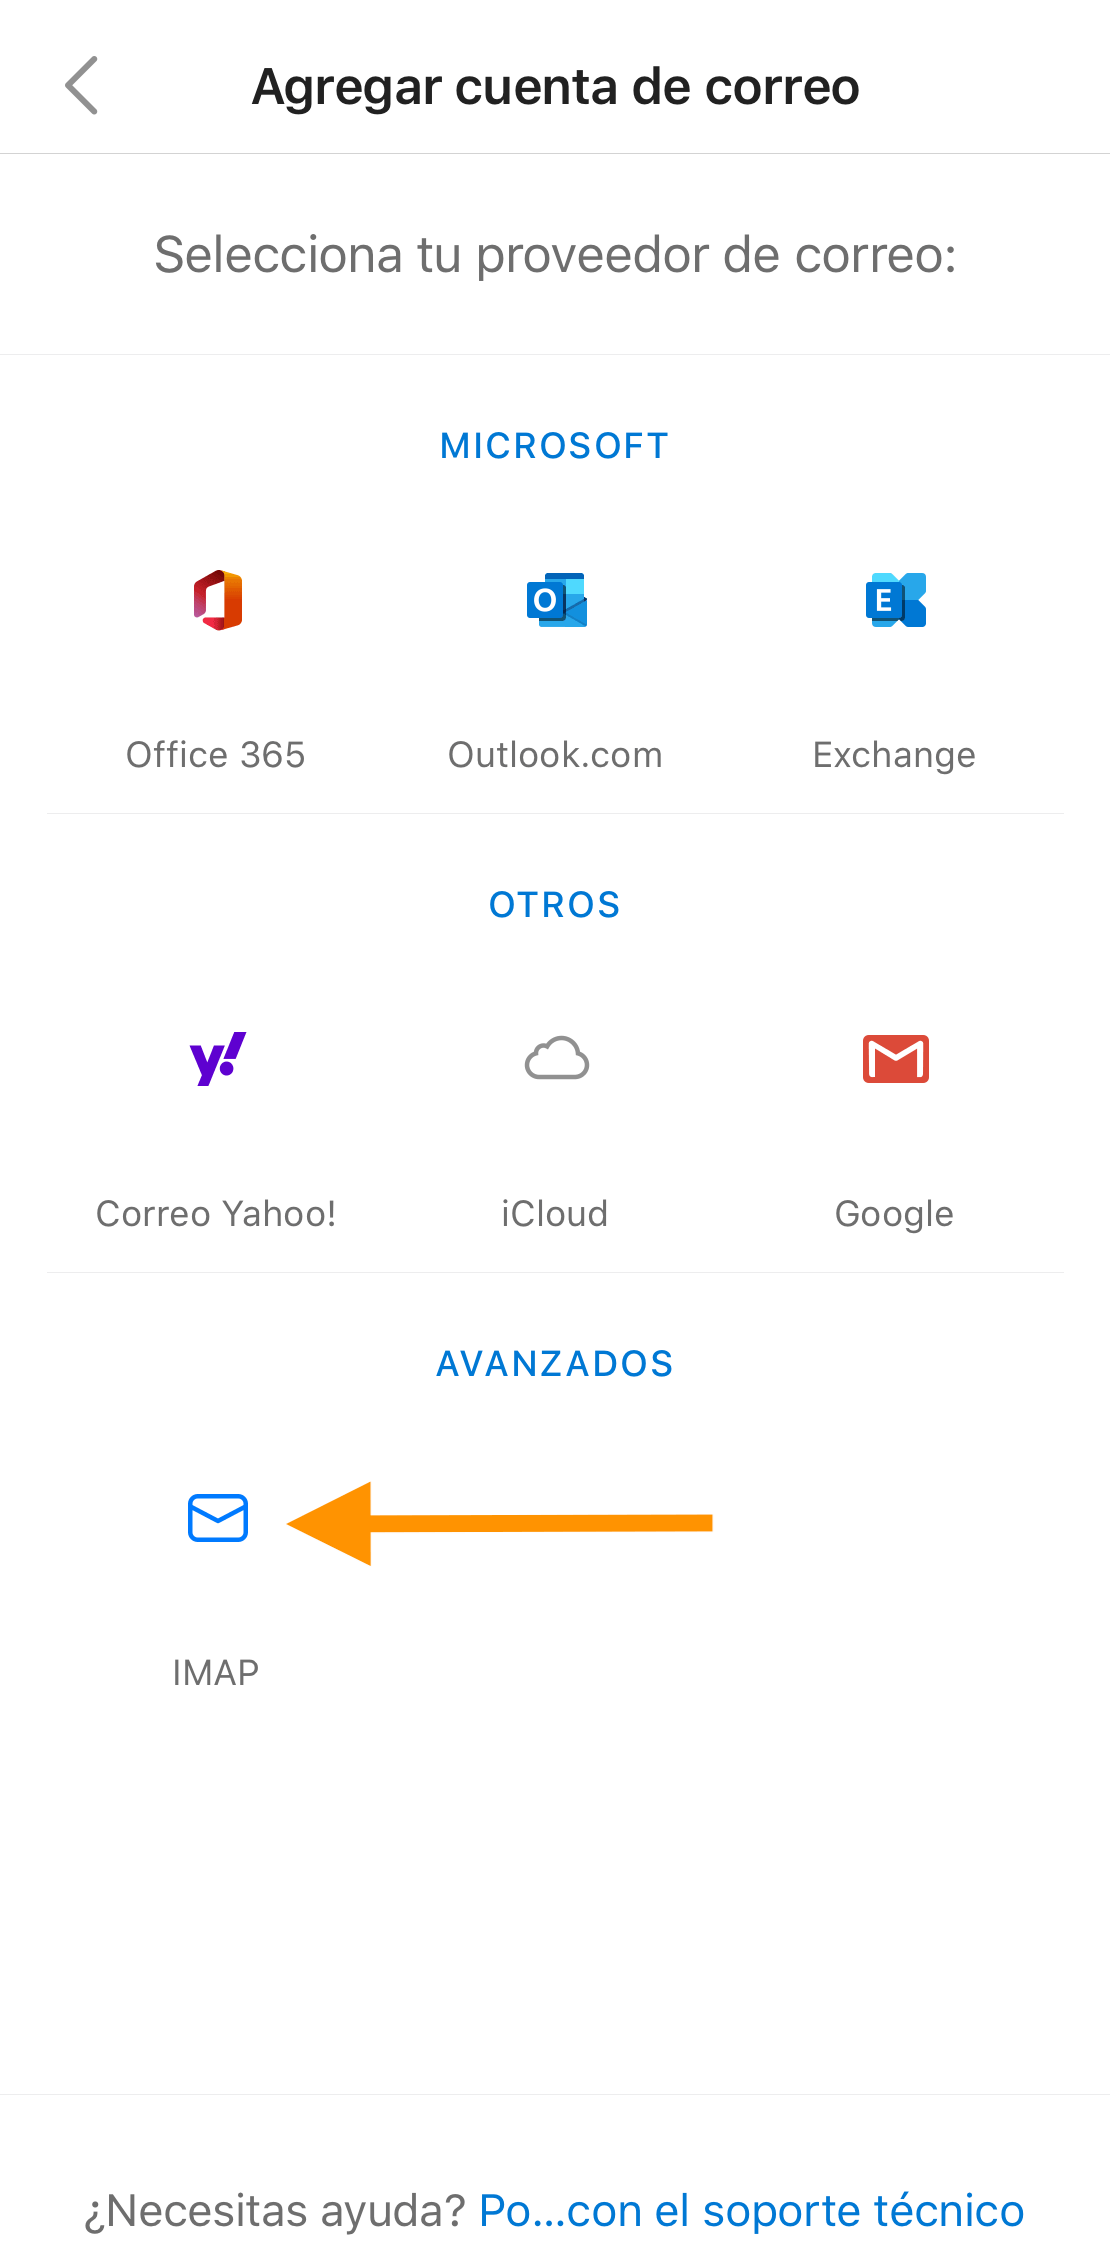 Agregar cuenta de correo
Selecciona tu proveedor de correo:
MICROSOFT
Office 365
Outlook.com
Exchange
OTROS
Correo Yahoo!
iCloud
Google
AVANZADOS
IMAP
¿Necesitas ayuda? Po...con el soporte técnico